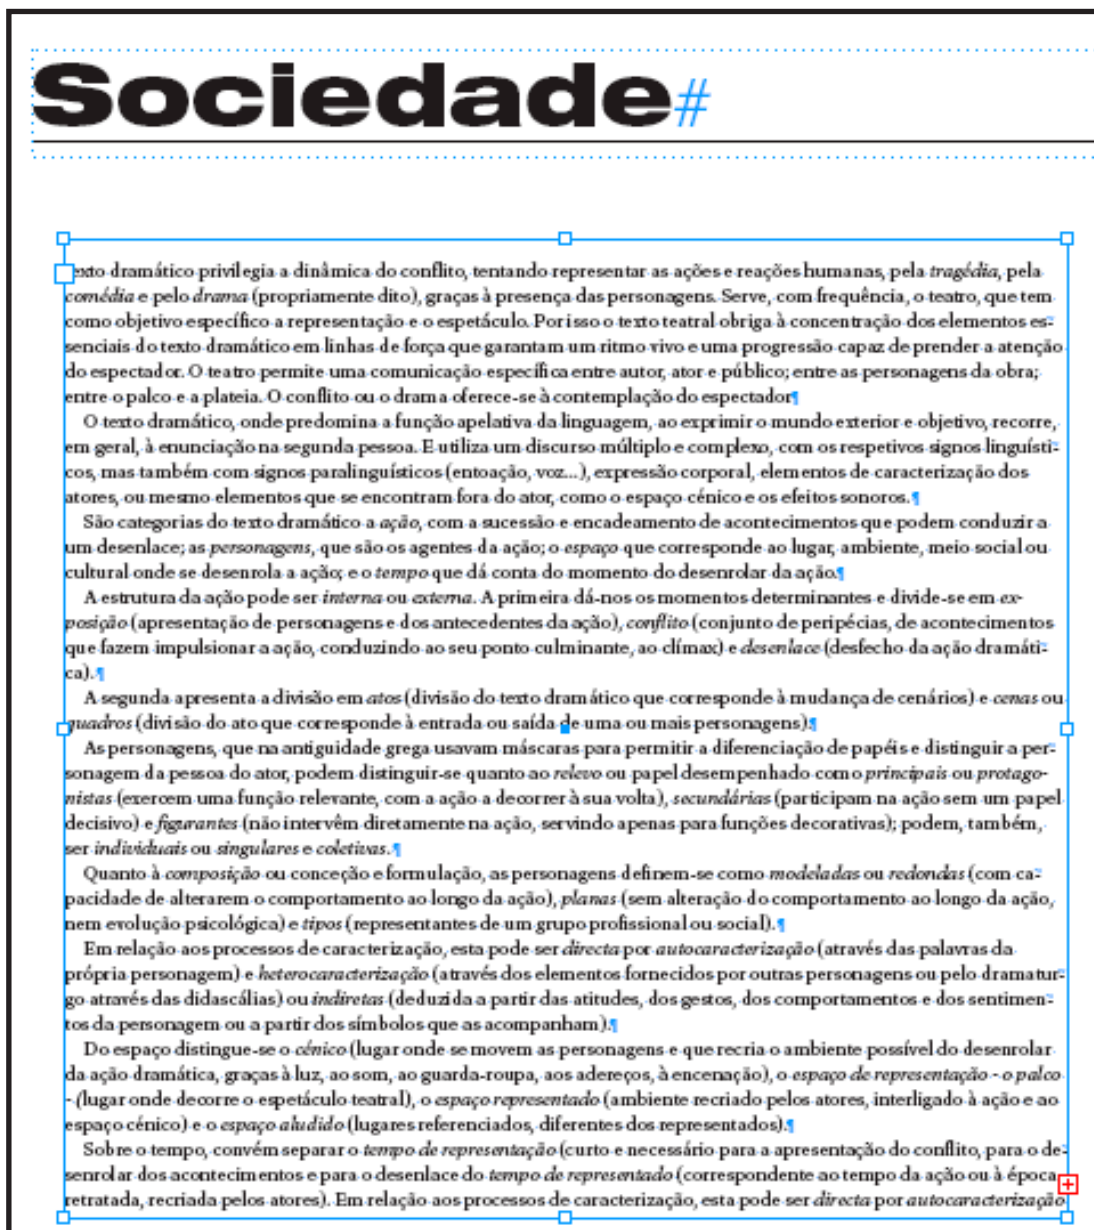 Sociedade#
exto dramático privilegia a dinâmica do conflito, tentando representar as ações e reações humanas, pela tragédia, pela
comédia e pelo drama (propriamente dito), graças à presença das personagens. Serve, com frequência, o teatro, que tem
como objetivo específico a representação e o espetáculo. Por isso o texto teatral obriga à concentração dos elementos es-
senciais do texto dramático em linhas de força que garantam um ritmo vivo e uma progressão capaz de prender a atenção
do espectador. O teatro permite uma comunicação específica entre autor, ator e público; entre as personagens da obra;
entre o palco e a plateia. O conflito ou o drama oferece-se à contemplação do espectador¶
O texto dramático, onde predomina a função apelativa da linguagem, ao exprimir o mundo exterior e objetivo, recorre,
em geral, à enunciação na segunda pessoa. E utiliza um discurso múltiplo e complexo, com os respetivos signos linguísti-
cos, mas também com signos paralinguísticos (entoação, voz...), expressão corporal, elementos de caracterização dos
atores, ou mesmo elementos que se encontram fora do ator, como o espaço cénico e os efeitos sonoros.¶
São categorias do texto dramático a ação, com a sucessão e encadeamento de acontecimentos que podem conduzir a
um desenlace; as personagens, que são os agentes da ação; o espaço que corresponde ao lugar, ambiente, meio social ou
cultural onde se desenrola a ação; e o tempo que dá conta do momento do desenrolar da ação.¶
A estrutura da ação pode ser interna ou externa. A primeira dá-nos os momentos determinantes e divide-se em ex-
posição (apresentação de personagens e dos antecedentes da ação), conflito (conjunto de peripécias, de acontecimentos
que fazem impulsionar a ação, conduzindo ao seu ponto culminante, ao clímax) e desenlace (desfecho da ação dramáti-
ca).¶
A segunda apresenta a divisão em atos (divisão do texto dramático que corresponde à mudança de cenários) e cenas ou
quadros (divisão do ato que corresponde à entrada ou saída de uma ou mais personagens).¶
As personagens, que na antiguidade grega usavam máscaras para permitir a diferenciação de papéis e distinguir a per-
sonagem da pessoa do ator, podem distinguir-se quanto ao relevo ou papel desempenhado como principais ou protago-
nistas (exercem uma função relevante, com a ação a decorrer à sua volta), secundárias (participam na ação sem um papel
decisivo) e figurantes (não intervêm diretamente na ação, servindo apenas para funções decorativas); podem, também,
ser individuais ou singulares e coletivas.¶
Quanto à composição ou conceção e formulação, as personagens definem-se como modeladas ou redondas (com ca-
pacidade de alterarem o comportamento ao longo da ação), planas (sem alteração do comportamento ao longo da ação,
nem evolução psicológica) e tipos (representantes de um grupo profissional ou social).¶
Em relação aos processos de caracterização, esta pode ser directa por autocaracterização (através das palavras da
própria personagem) e heterocaracterização (através dos elementos fornecidos por outras personagens ou pelo dramatur-
go através das didascálias) ou indiretas (deduzida a partir das atitudes, dos gestos, dos comportamentos e dos sentimen-
tos da personagem ou a partir dos símbolos que as acompanham).¶
Do espaço distingue-se o cénico (lugar onde se movem as personagens e que recria o ambiente possível do desenrolar
da ação dramática, graças à luz, ao som, ao guarda-roupa, aos adereços, à encenação), o espaço de representação - o palco
- (lugar onde decorre o espetáculo teatral), o espaço representado (ambiente recriado pelos atores, interligado à ação e ao
espaço cénico) e o espaço aludido (lugares referenciados, diferentes dos representados).¶
Sobre o tempo, convém separar o tempo de representação (curto e necessário para a apresentação do conflito, para o de-
senrolar dos acontecimentos e para o desenlace do tempo de representado (correspondente ao tempo da ação ou à época
retratada, recriada pelos atores). Em relação aos processos de caracterização, esta pode ser directa por autocaracterização